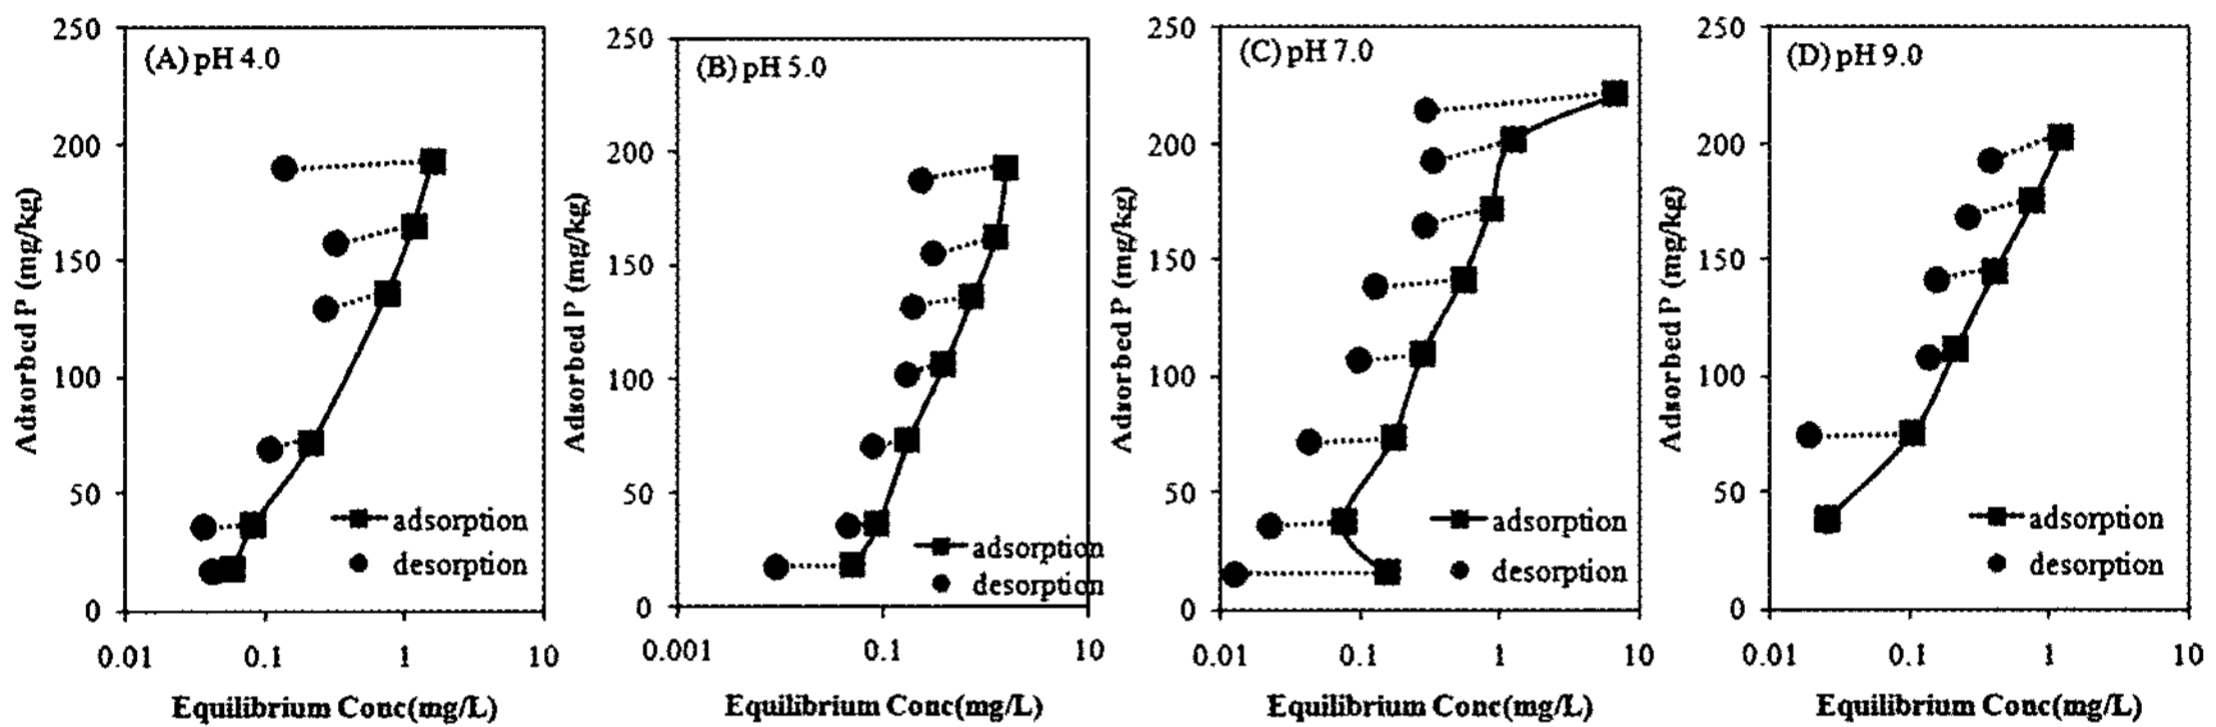 (A) pH 4.0
250
200
150
100
50
0
0.01
0.1
1
10
Adsorbed P (mg/kg)
Equilibrium Conc(mg/L)
adsorption
desorption
(B) pH 5.0
250
200
150
100
50
0
0.001
0.1
10
Adsorbed P (mg/kg)
Equilibrium Conc(mg/L)
adsorption
desorption
(C) pH 7.0
250
200
150
100
50
0
0.01
0.1
1
10
Adsorbed P (mg/kg)
Equilibrium Conc(mg/L)
adsorption
desorption
(D) pH 9.0
250
200
150
100
50
0
0.01
0.1
1
10
Adsorbed P (mg/kg)
Equilibrium Conc(mg/L)
adsorption
desorption